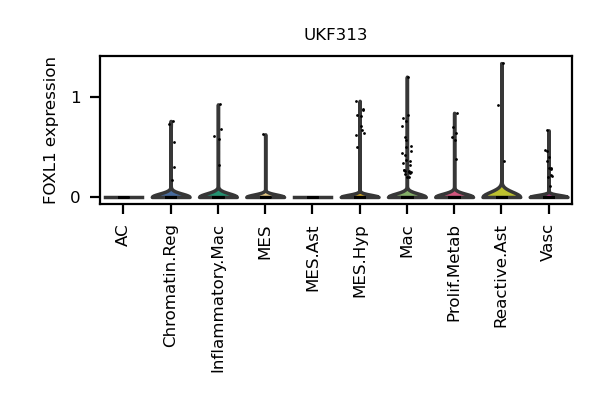 UKF313
FOXL1 expression
1
0
AC
Chromatin.Reg
Inflammatory.Mac
MES
MES.Ast
MES.Hyp
Mac
Prolif.Metab
Reactive.Ast
Vasc